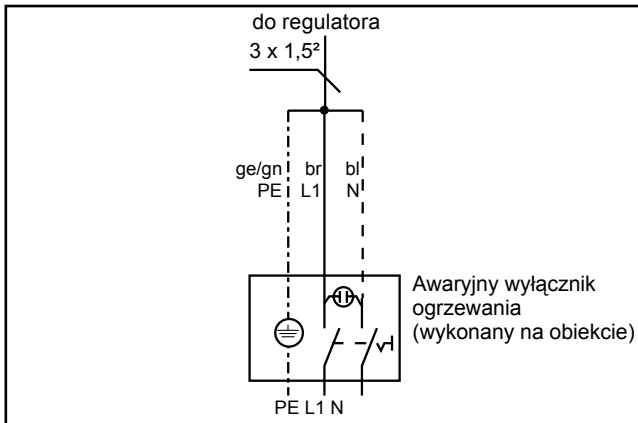 do regulatora
3 x 1,5²
ge/gn br bl
PE L1 N
Awaryjny wyłącznik
ogrzewania
(wykonany na obiekcie)
PE L1 N